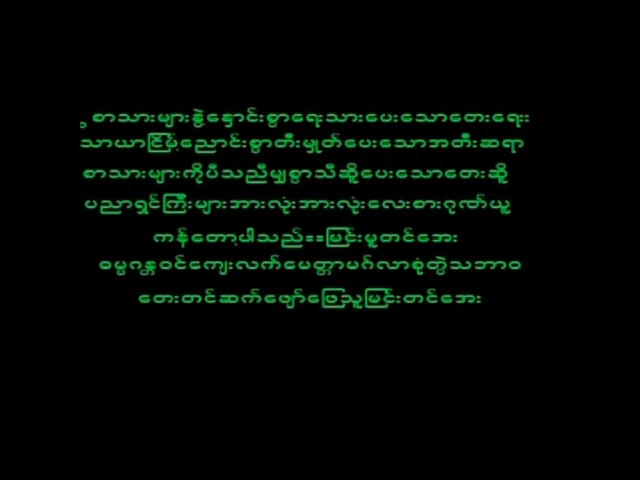 စာသားများနွဲ့နှောင်းစွာရေးသားပေးသောတေးရေး
သာယာငြိမ့်ညောင်းစွာတီးမှုတ်ပေးသောအတီးဆရာ
စာသားများကိုပီသညီမျှစွာသီဆိူပေးသောတေးဆိူ
ပညာရှင်ကြီးများအားလုံးအားလုံးလေးစားဂုဏ်ယူ
ကန်တော့ပါသည်==မြင်းမူတင်အေး
ဓမ္မဂန္တဝင်ကျေးလက်မေတ္တာမဂ်လာစုံတွဲသဘာဝ
တေးတင်ဆက်ဖျော်ဖြေသူမြင်းတင်အေး